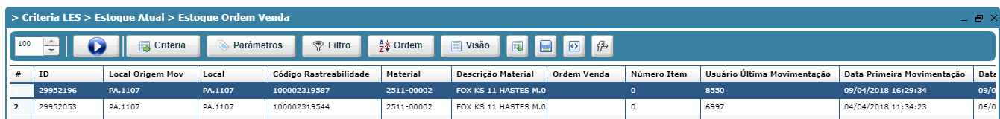 > Criteria LES > Estoque Atual > Estoque Ordem Venda
100 Criteria Parâmetros Filtro Ordem Visão
# ID Local Origem Mov Local Código Rastreabilidade Material Descrição Material Ordem Venda Número Item Usuário Última Movimentação Data Primeira Movimentação Data
1 29952196 PA.1107 PA.1107 100002319587 2511-00002 FOX KS 11 HASTES M.0 0 8550 09/04/2018 16:29:34 09/0
2 29952053 PA.1107 PA.1107 100002319544 2511-00002 FOX KS 11 HASTES M.0 0 6997 04/04/2018 11:34:23 06/0